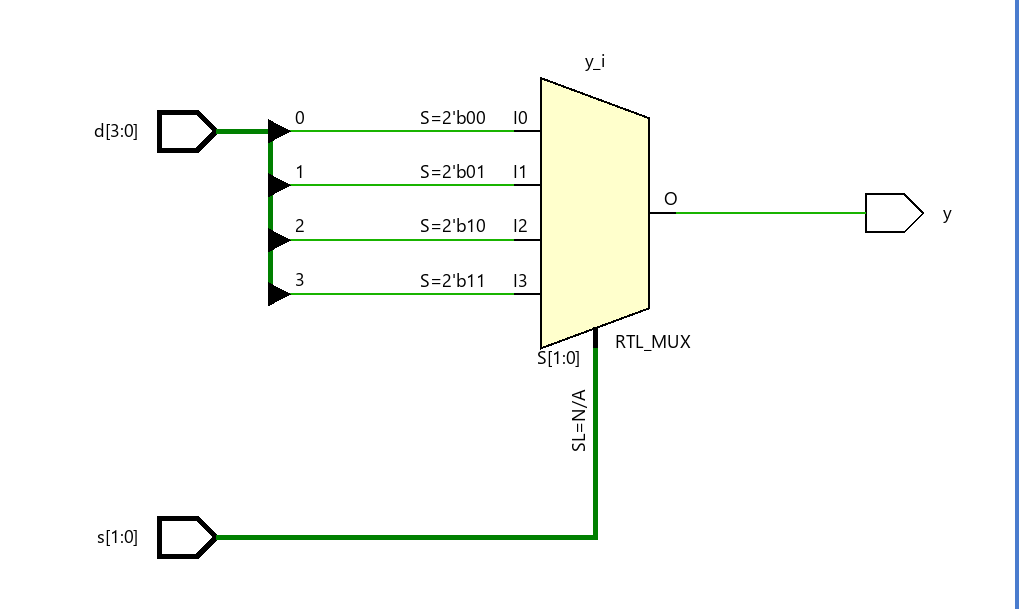 y_i
d[3:0]
0 S=2'b00 I0
1 S=2'b01 I1
O
y
2 S=2'b10 I2
3 S=2'b11 I3
RTL_MUX
S[1:0]
SL=N/A
s[1:0]